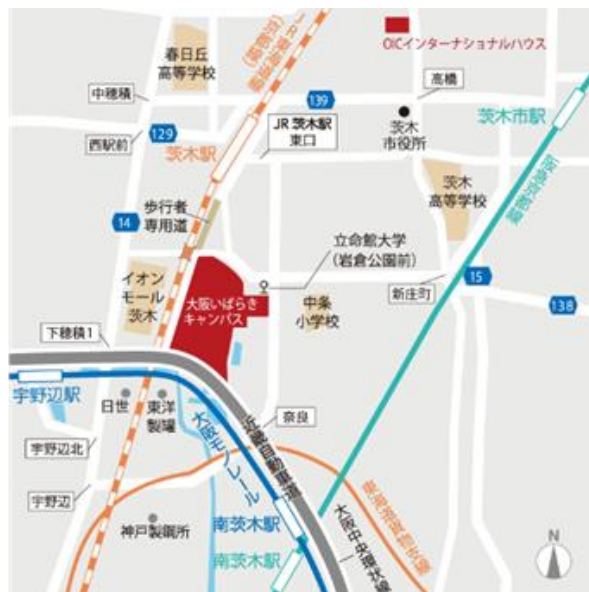 OICインターナショナルハウス
春日丘
高等学校
JR東海道線
(京都線)
中穂積
139
高橋
茨木市駅
129
西駅前
茨木駅
JR 茨木駅
東口
茨木
市役所
阪急京都線
茨木
高等学校
歩行者
専用道
14
立命館大学
(岩倉公園前)
15
新庄町
138
イオン
モール
茨木
大阪いばらき
キャンパス
中条
小学校
下穂積1
宇野辺駅
日世
東洋
製罐
奈良
大阪モノレール
近畿自動車道
宇野辺北
宇野辺
神戸製鋼所
南茨木駅
南茨木駅
大阪中央環状線
東海道貨物支線
N